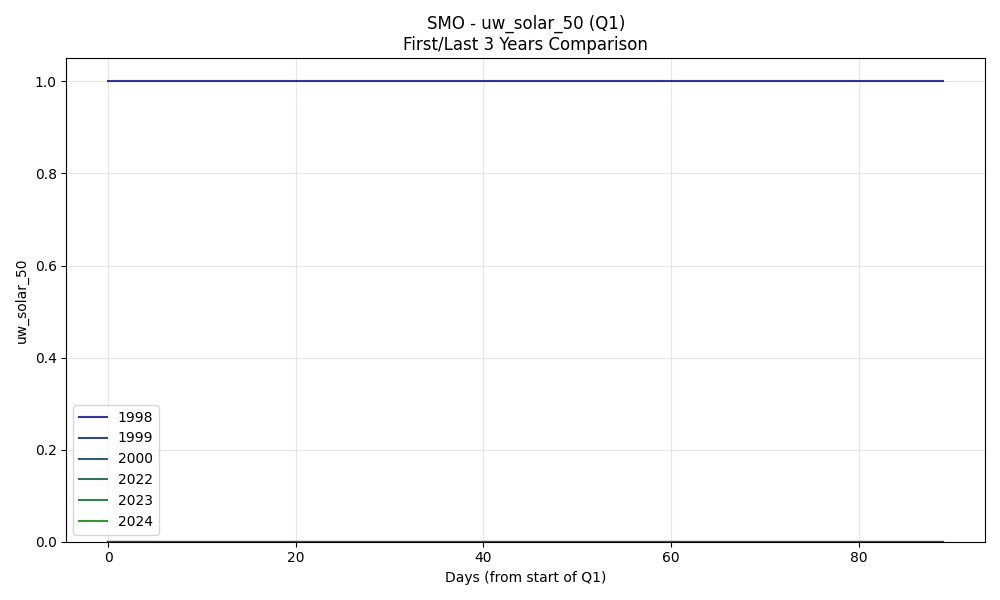 SMO - uw_solar_50 (Q1)
First/Last 3 Years Comparison
uw_solar_50
1.0
0.8
0.6
0.4
0.2
0.0
1998
1999
2000
2022
2023
2024
0 20 40 60 80
Days (from start of Q1)